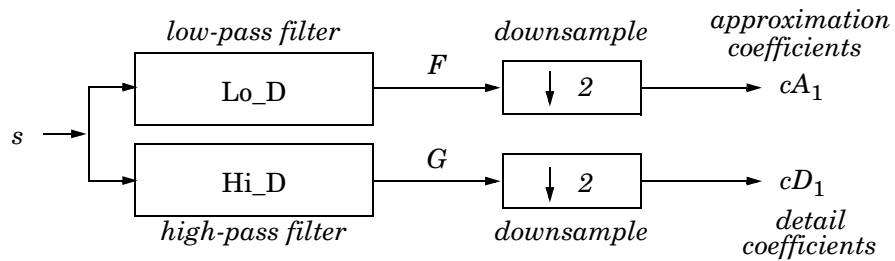 low-pass filter
downsample
approximation
coefficients
Lo_D
F
2
cA1
s
Hi_D
G
2
cD1
high-pass filter
downsample
detail
coefficients